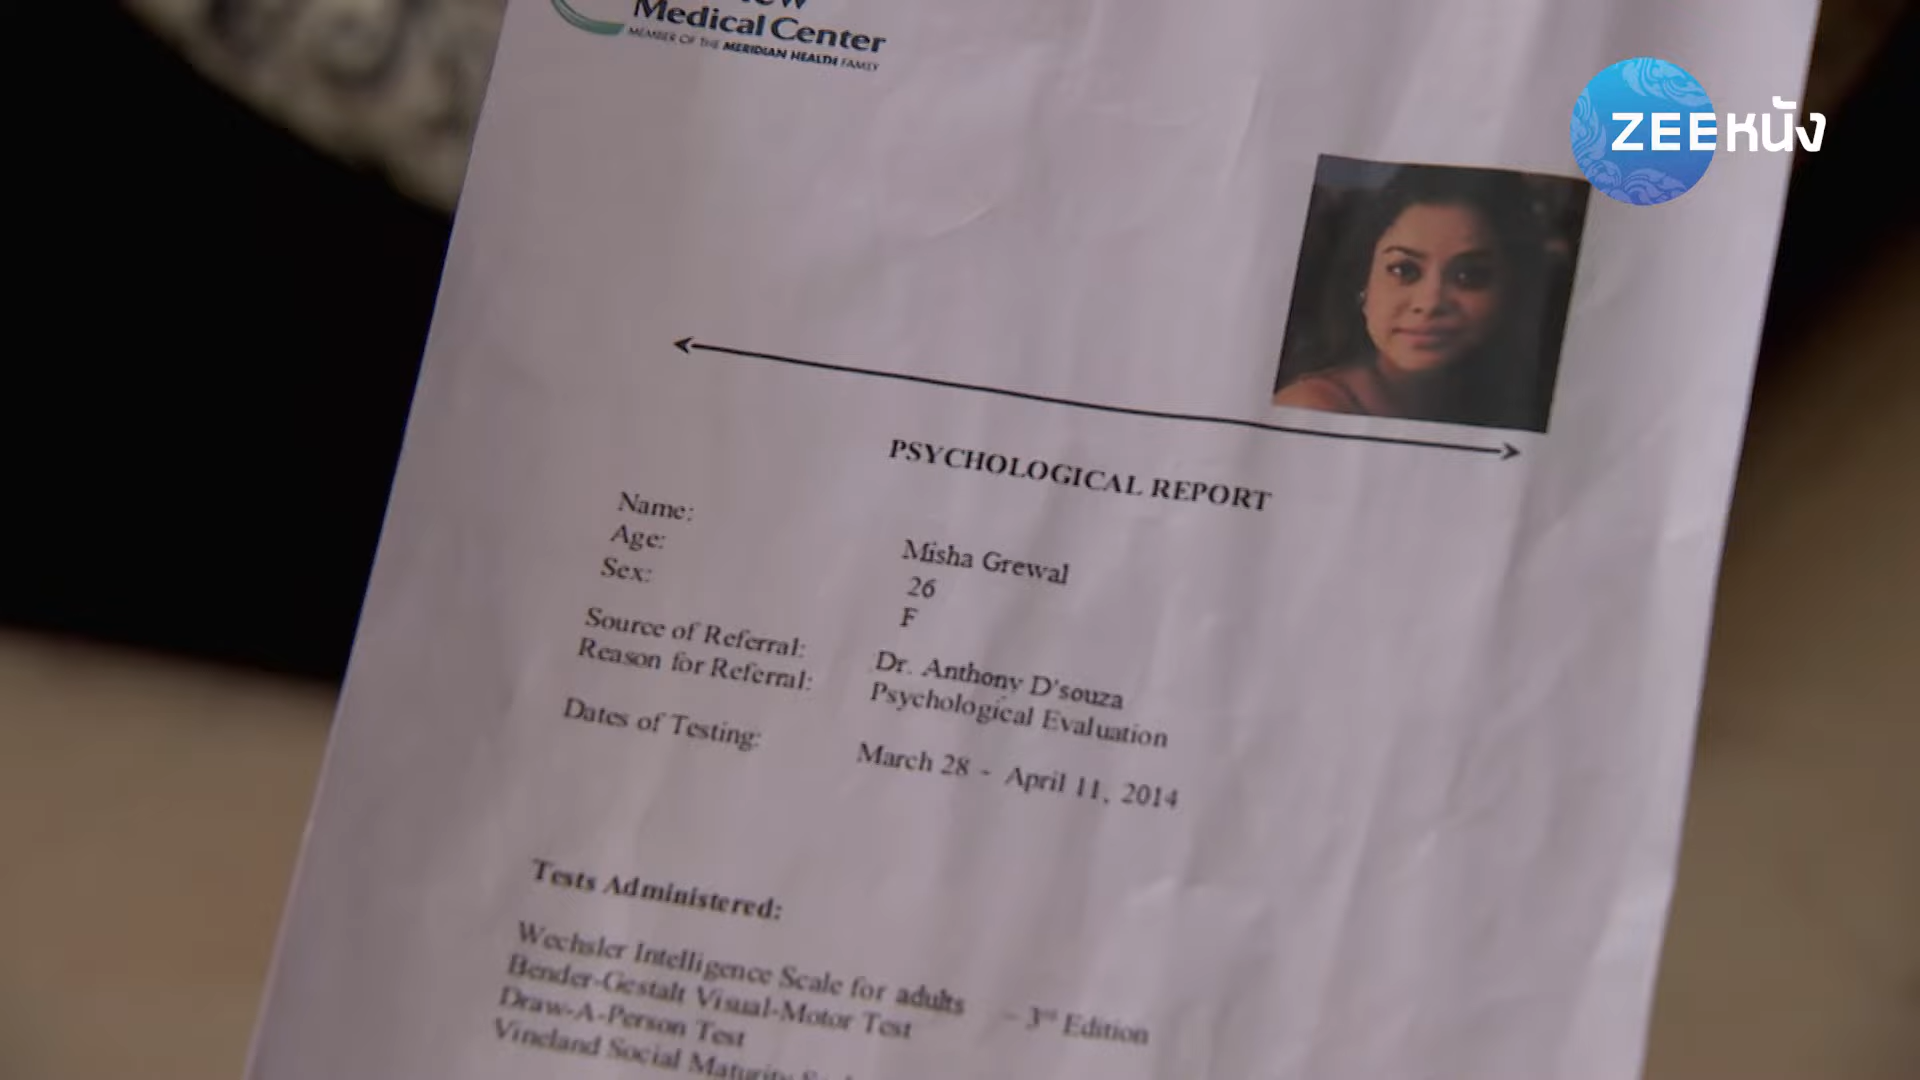 Medical Center
MEMBER OF THE MERIDIAN HEALTH FAMILY
ZEE หนัง
PSYCHOLOGICAL REPORT
Name:
Age:
Sex:
Misha Grewal
26
F
Source of Referral:
Reason for Referral:
Dr. Anthony D'souza
Psychological Evaluation
Dates of Testing:
March 28 - April 11, 2014
Tests Administered:
Wechsler Intelligence Scale for adults - 3rd Edition
Bender-Gestalt Visual-Motor Test
Draw-A-Person Test
Vineland Social Maturity